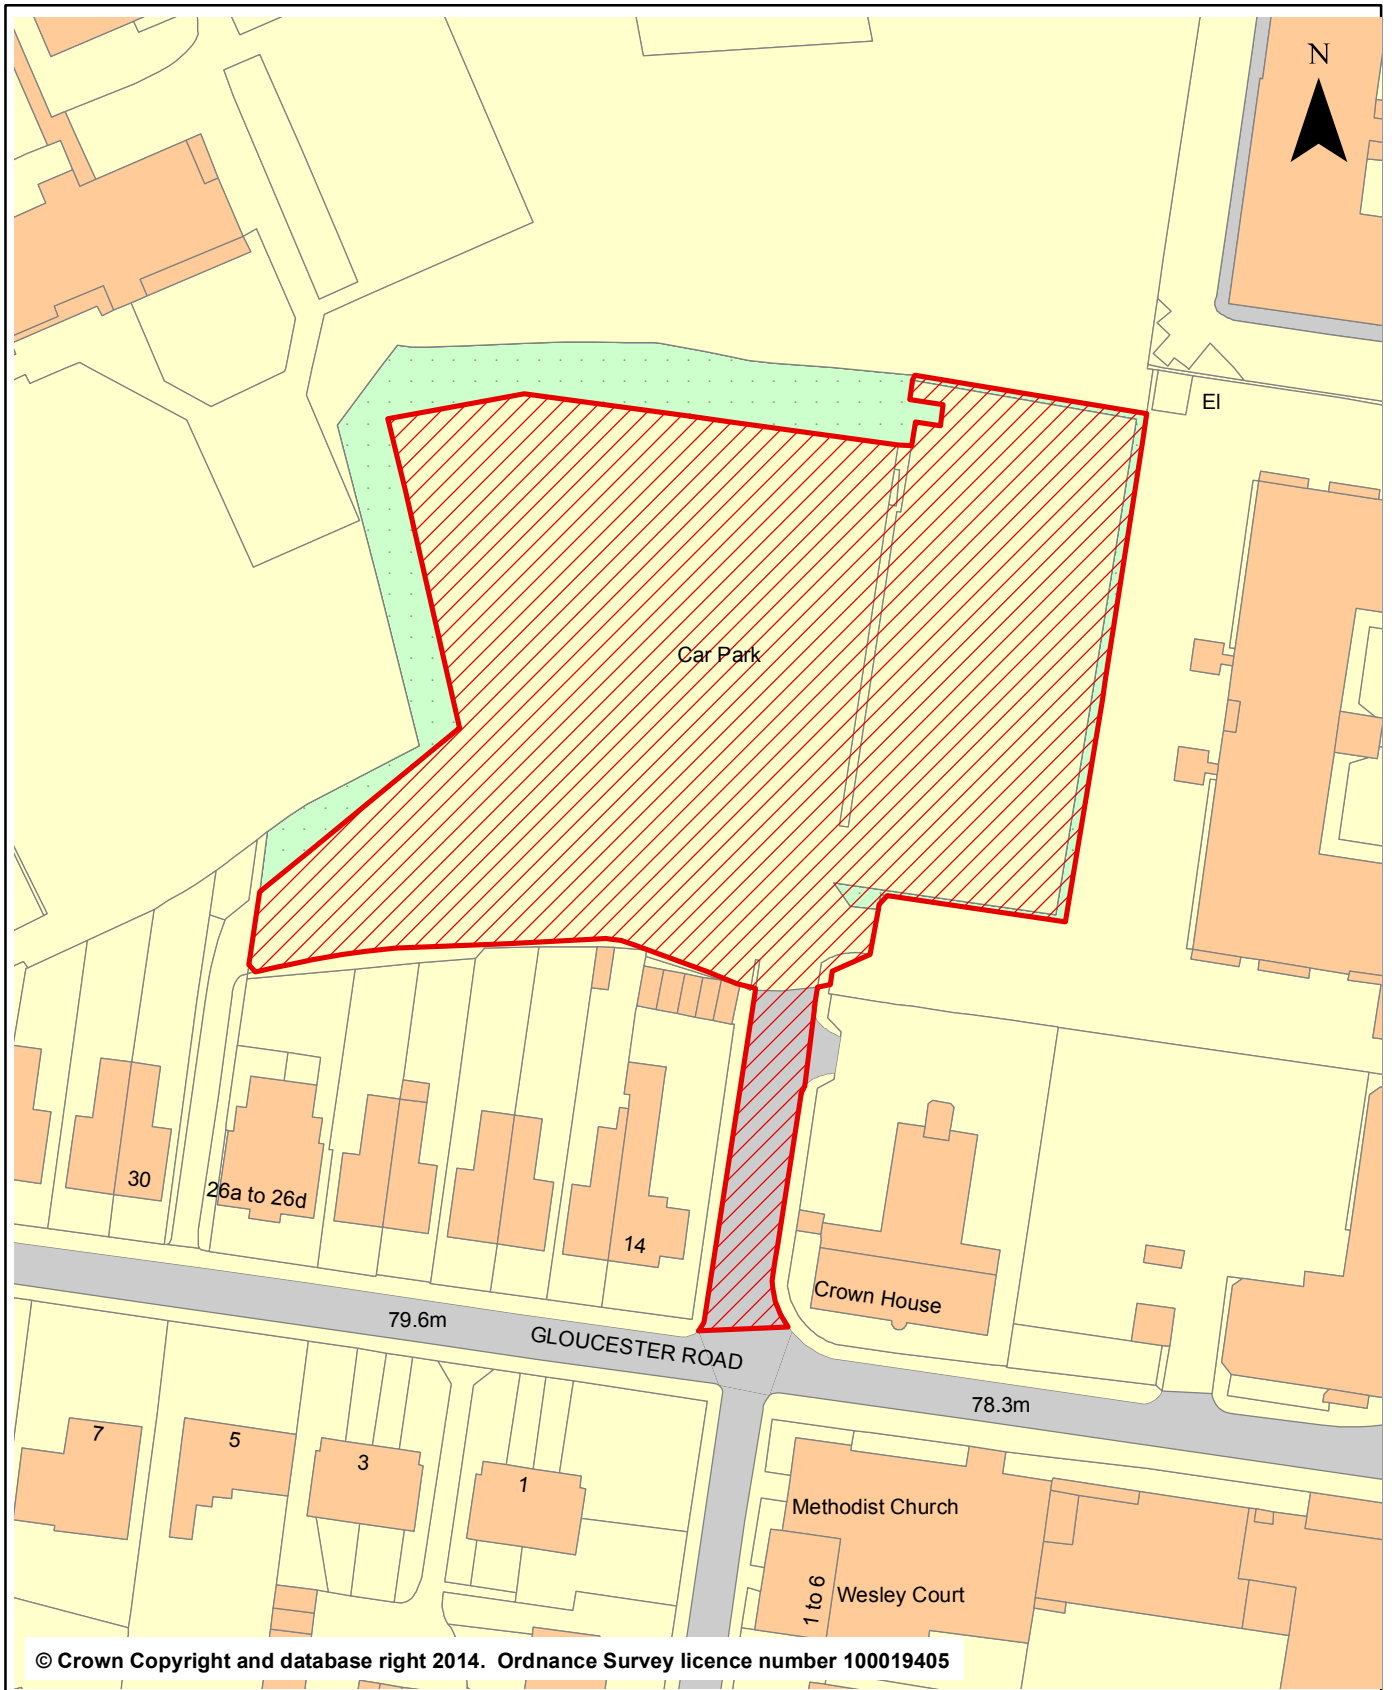 N
El
Car Park
30
26a to 26d
14
Crown House
79.6m
GLOUCESTER ROAD
78.3m
7
5
3
1
Methodist Church
1 to 6
Wesley Court
© Crown Copyright and database right 2014. Ordnance Survey licence number 100019405